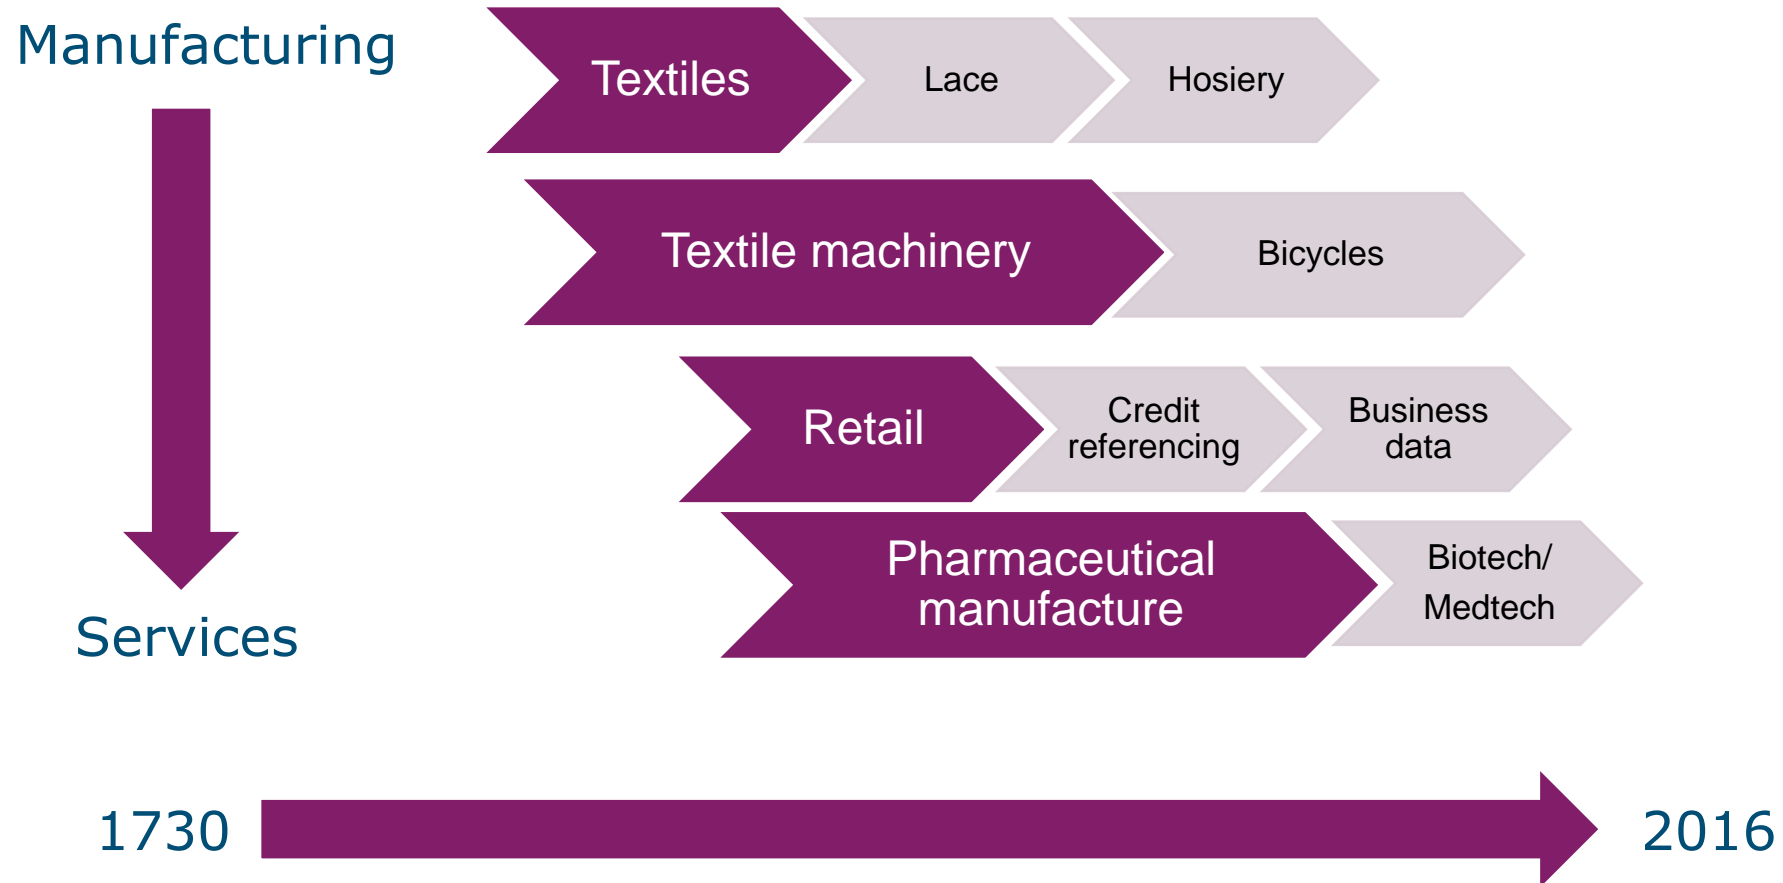 Manufacturing
Textiles
Lace
Hosiery
Textile machinery
Bicycles
Retail
Credit
referencing
Business
data
Pharmaceutical
manufacture
Biotech/
Medtech
Services
1730
2016